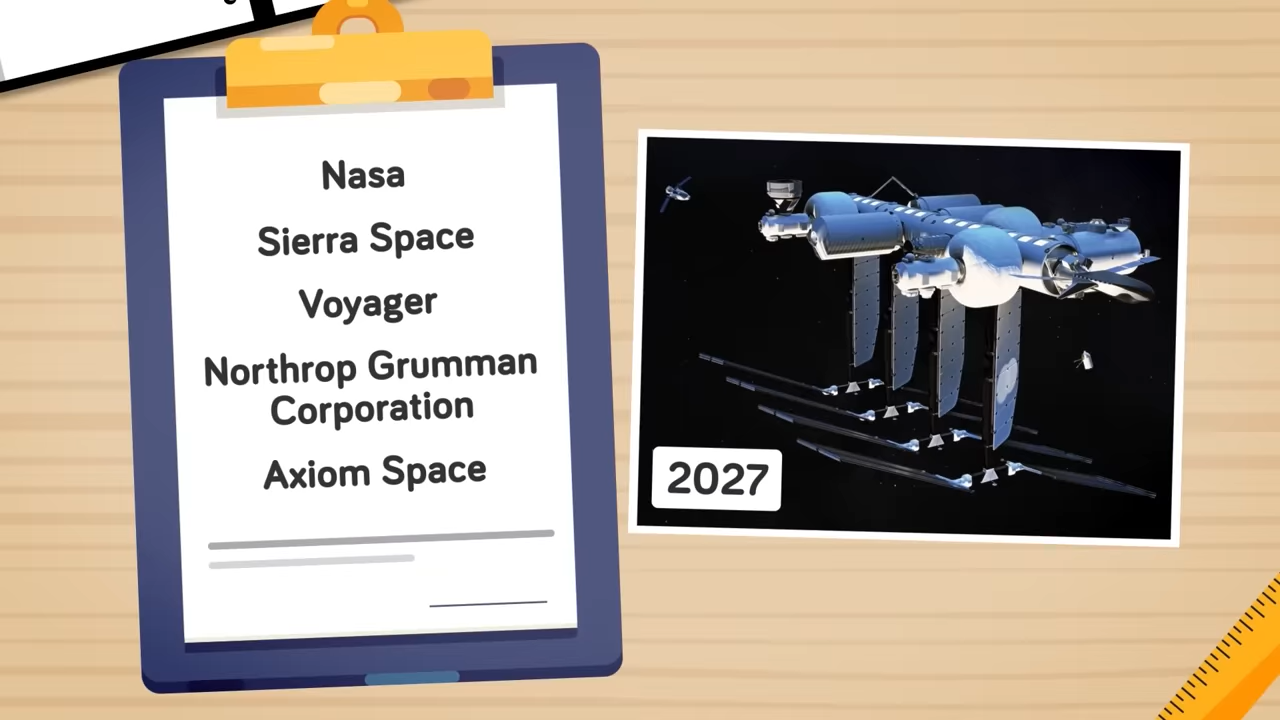 Nasa
Sierra Space
Voyager
Northrop Grumman
Corporation
Axiom Space
2027